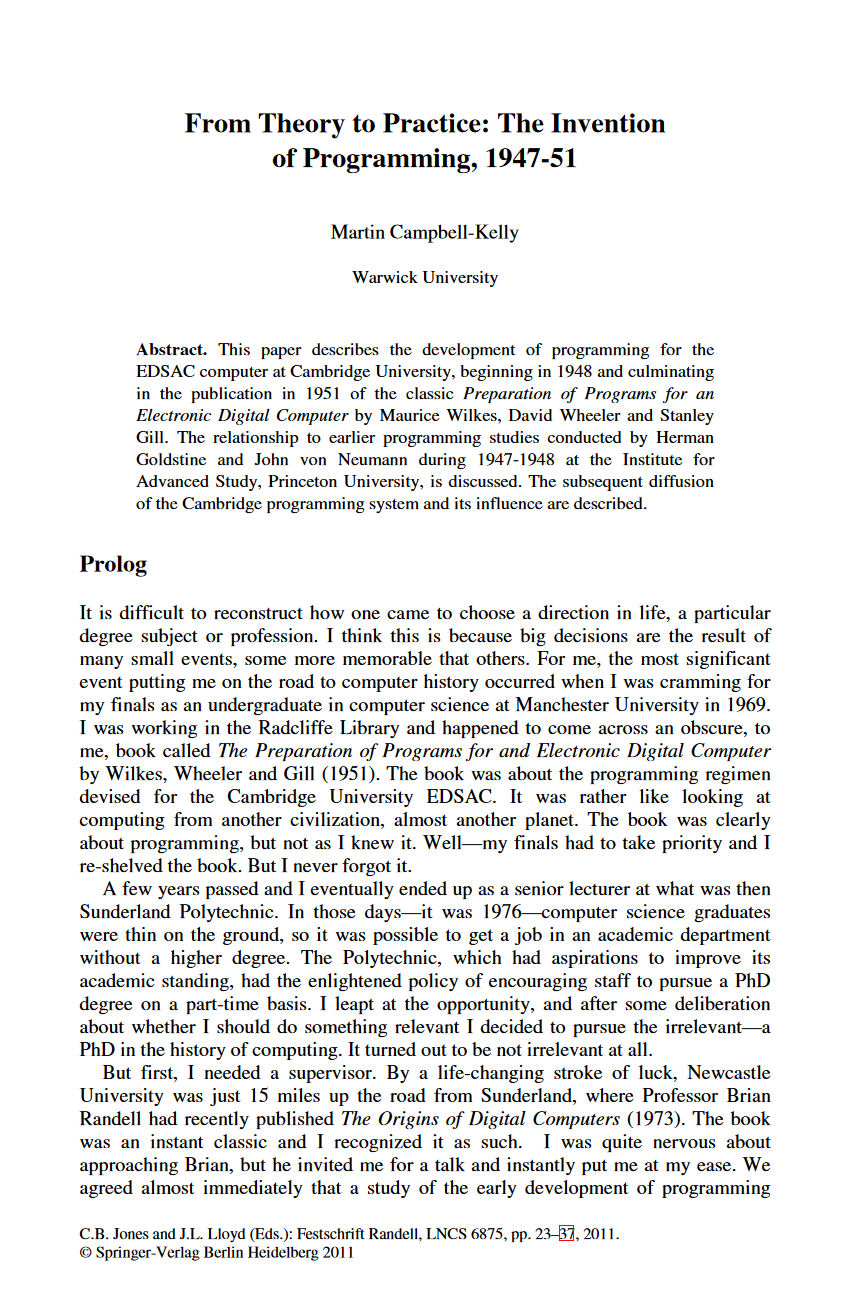 From Theory to Practice: The Invention
of Programming, 1947-51
Martin Campbell-Kelly
Warwick University
Abstract. This paper describes the development of programming for the
EDSAC computer at Cambridge University, beginning in 1948 and culminating
in the publication in 1951 of the classic Preparation of Programs for an
Electronic Digital Computer by Maurice Wilkes, David Wheeler and Stanley
Gill. The relationship to earlier programming studies conducted by Herman
Goldstine and John von Neumann during 1947-1948 at the Institute for
Advanced Study, Princeton University, is discussed. The subsequent diffusion
of the Cambridge programming system and its influence are described.
Prolog
It is difficult to reconstruct how one came to choose a direction in life, a particular
degree subject or profession. I think this is because big decisions are the result of
many small events, some more memorable that others. For me, the most significant
event putting me on the road to computer history occurred when I was cramming for
my finals as an undergraduate in computer science at Manchester University in 1969.
I was working in the Radcliffe Library and happened to come across an obscure, to
me, book called The Preparation of Programs for and Electronic Digital Computer
by Wilkes, Wheeler and Gill (1951). The book was about the programming regimen
devised for the Cambridge University EDSAC. It was rather like looking at
computing from another civilization, almost another planet. The book was clearly
about programming, but not as I knew it. Well—my finals had to take priority and I
re-shelved the book. But I never forgot it.
A few years passed and I eventually ended up as a senior lecturer at what was then
Sunderland Polytechnic. In those days—it was 1976—computer science graduates
were thin on the ground, so it was possible to get a job in an academic department
without a higher degree. The Polytechnic, which had aspirations to improve its
academic standing, had the enlightened policy of encouraging staff to pursue a PhD
degree on a part-time basis. I leapt at the opportunity, and after some deliberation
about whether I should do something relevant I decided to pursue the irrelevant—a
PhD in the history of computing. It turned out to be not irrelevant at all.
But first, I needed a supervisor. By a life-changing stroke of luck, Newcastle
University was just 15 miles up the road from Sunderland, where Professor Brian
Randell had recently published The Origins of Digital Computers (1973). The book
was an instant classic and I recognized it as such. I was quite nervous about
approaching Brian, but he invited me for a talk and instantly put me at my ease. We
agreed almost immediately that a study of the early development of programming
C.B. Jones and J.L. Lloyd (Eds.): Festschrift Randell, LNCS 6875, pp. 23–37, 2011.
© Springer-Verlag Berlin Heidelberg 2011